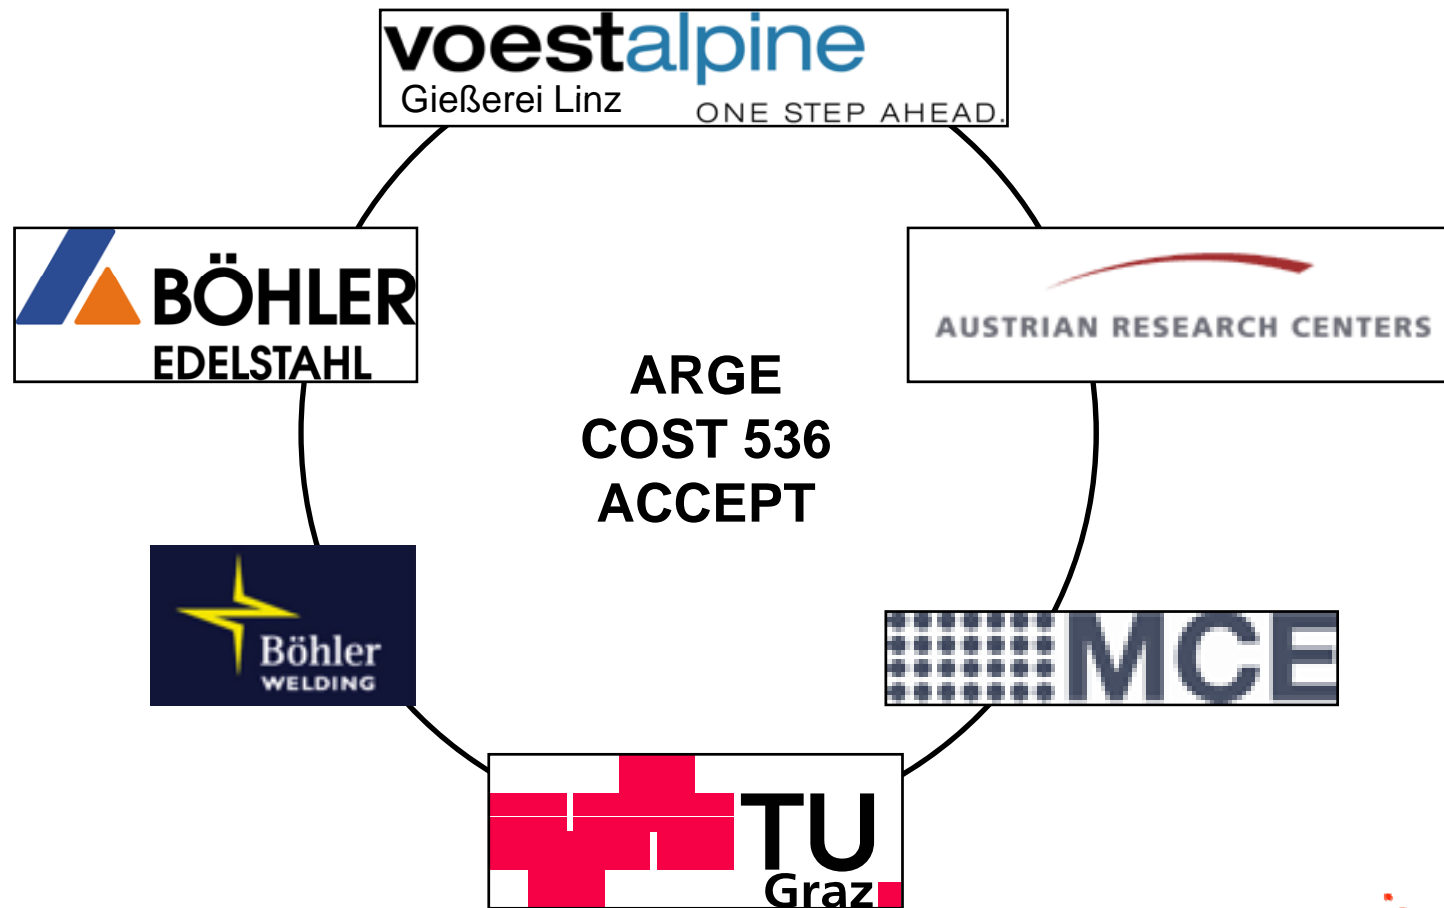 voestalpine
Gießerei Linz
ONE STEP AHEAD.
BÖHLER
EDELSTAHL
AUSTRIAN RESEARCH CENTERS
ARGE
COST 536
ACCEPT
Böhler
WELDING
MCE
TU
Graz